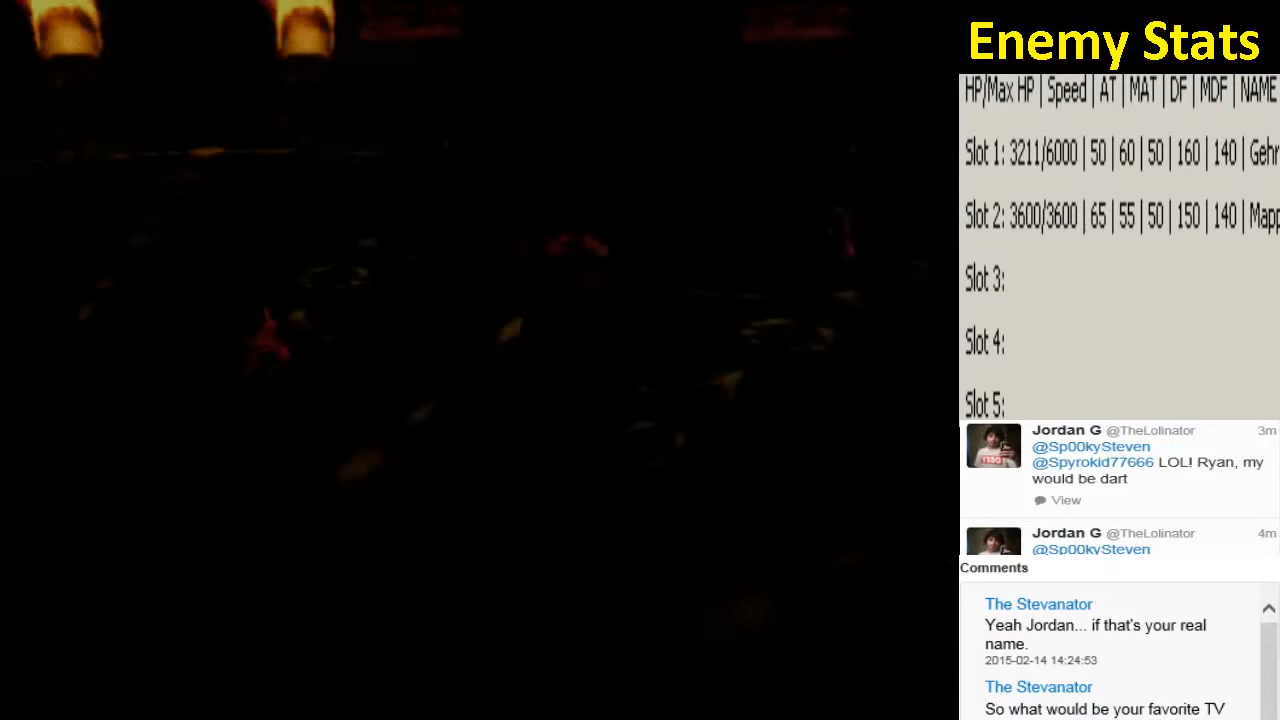 Enemy Stats
HP/Max HP | Speed | AT | MAT | DF | MDF | NAME
Slot 1: 3211/6000 | 50 | 60 | 50 | 160 | 140 | Gehr
Slot 2: 3600/3600 | 65 | 55 | 50 | 150 | 140 | Mapp
Slot 3:
Slot 4:
Slot 5:
Jordan G @TheLolinator 3m
@Sp00kySteven
@Spyrokid77666 LOL! Ryan, my
would be dart
View
Jordan G @TheLolinator 4m
@Sp00kySteven
Comments
The Stevanator
Yeah Jordan... if that's your real
name.
2015-02-14 14:24:53
The Stevanator
So what would be your favorite TV